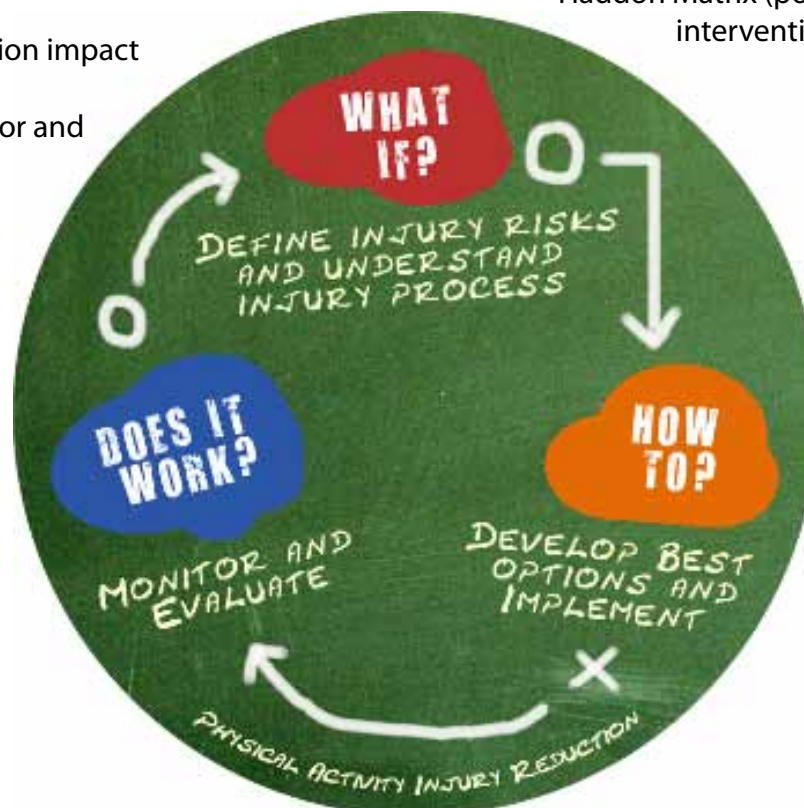 Haddon Matrix
interventi
ion impact
or and
WHAT
IF?
DEFINE INJURY RISKS
AND UNDERSTAND
INJURY PROCESS
DOES IT
WORK?
HOW
TO?
MONITOR AND
EVALUATE
DEVELOP BEST
OPTIONS AND
IMPLEMENT
PHYSICAL ACTIVITY INJURY REDUCTION